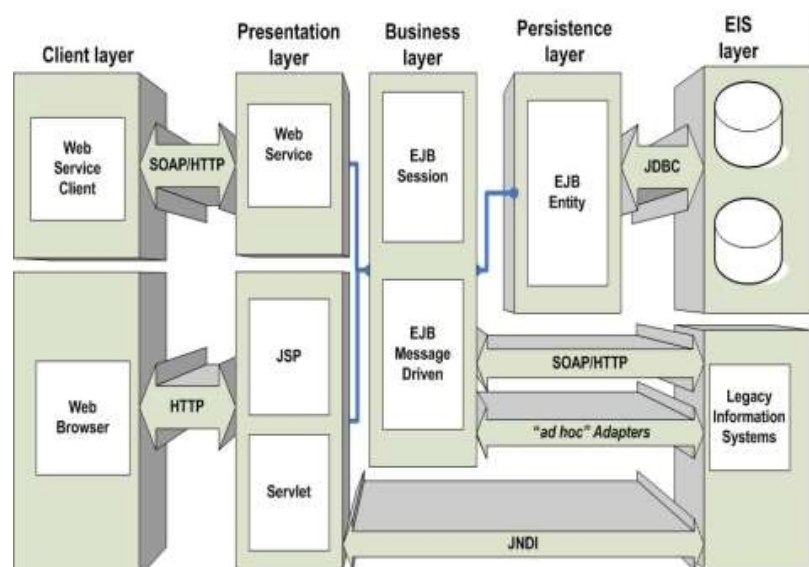 Client layer
Presentation
layer
Business
layer
Persistence
layer
EIS
layer
Web
Service
Client
SOAP/HTTP
Web
Service
EJB
Session
EJB
Entity
JDBC
Web
Browser
HTTP
JSP
Servlet
EJB
Message
Driven
SOAP/HTTP
"ad hoc" Adapters
JNDI
Legacy
Information
Systems